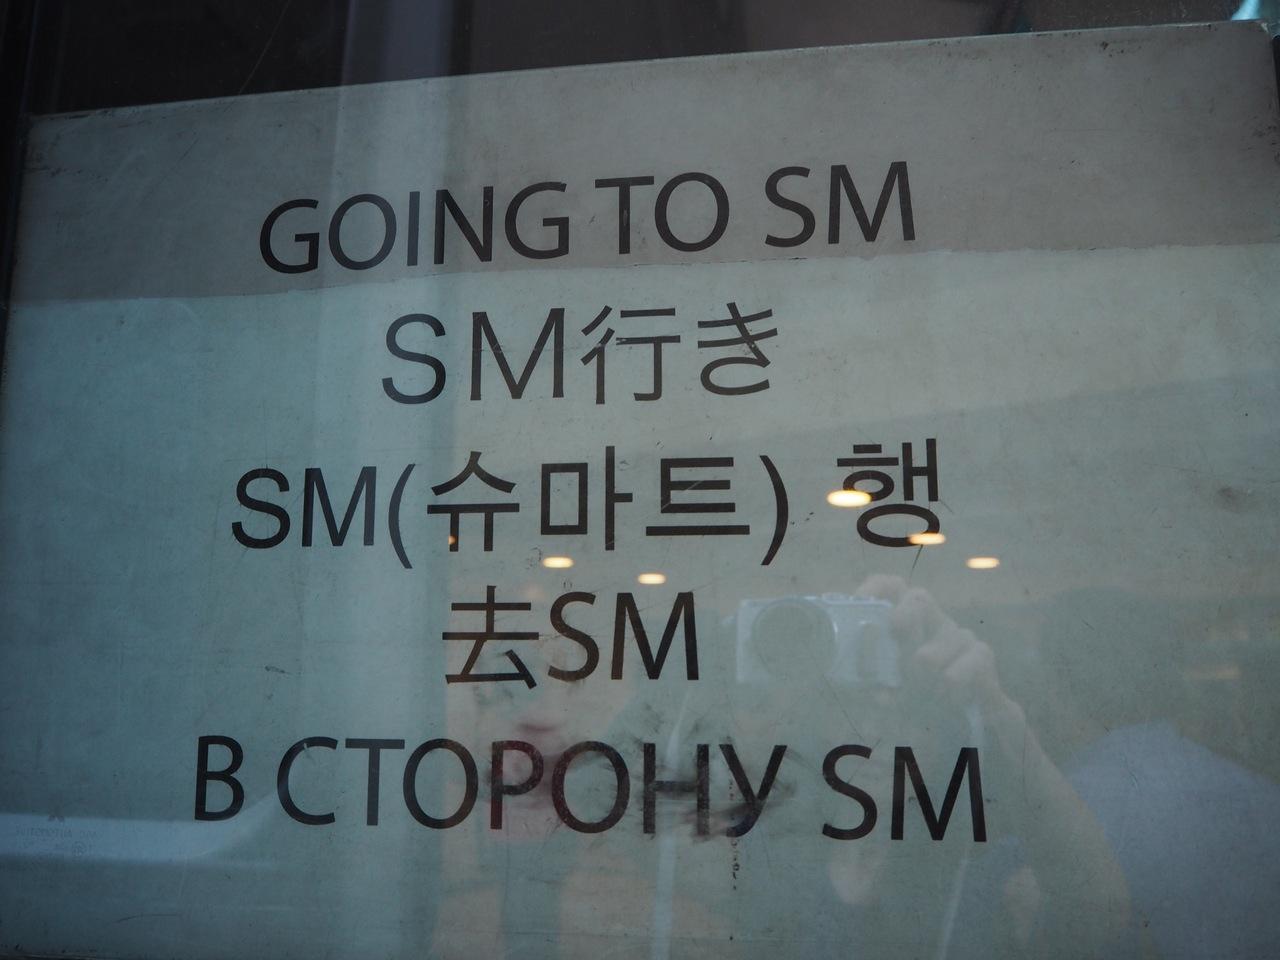 GOING TO SM
SM行き
SM(슈마트) 행
去SM
В СТОРОНУ SM